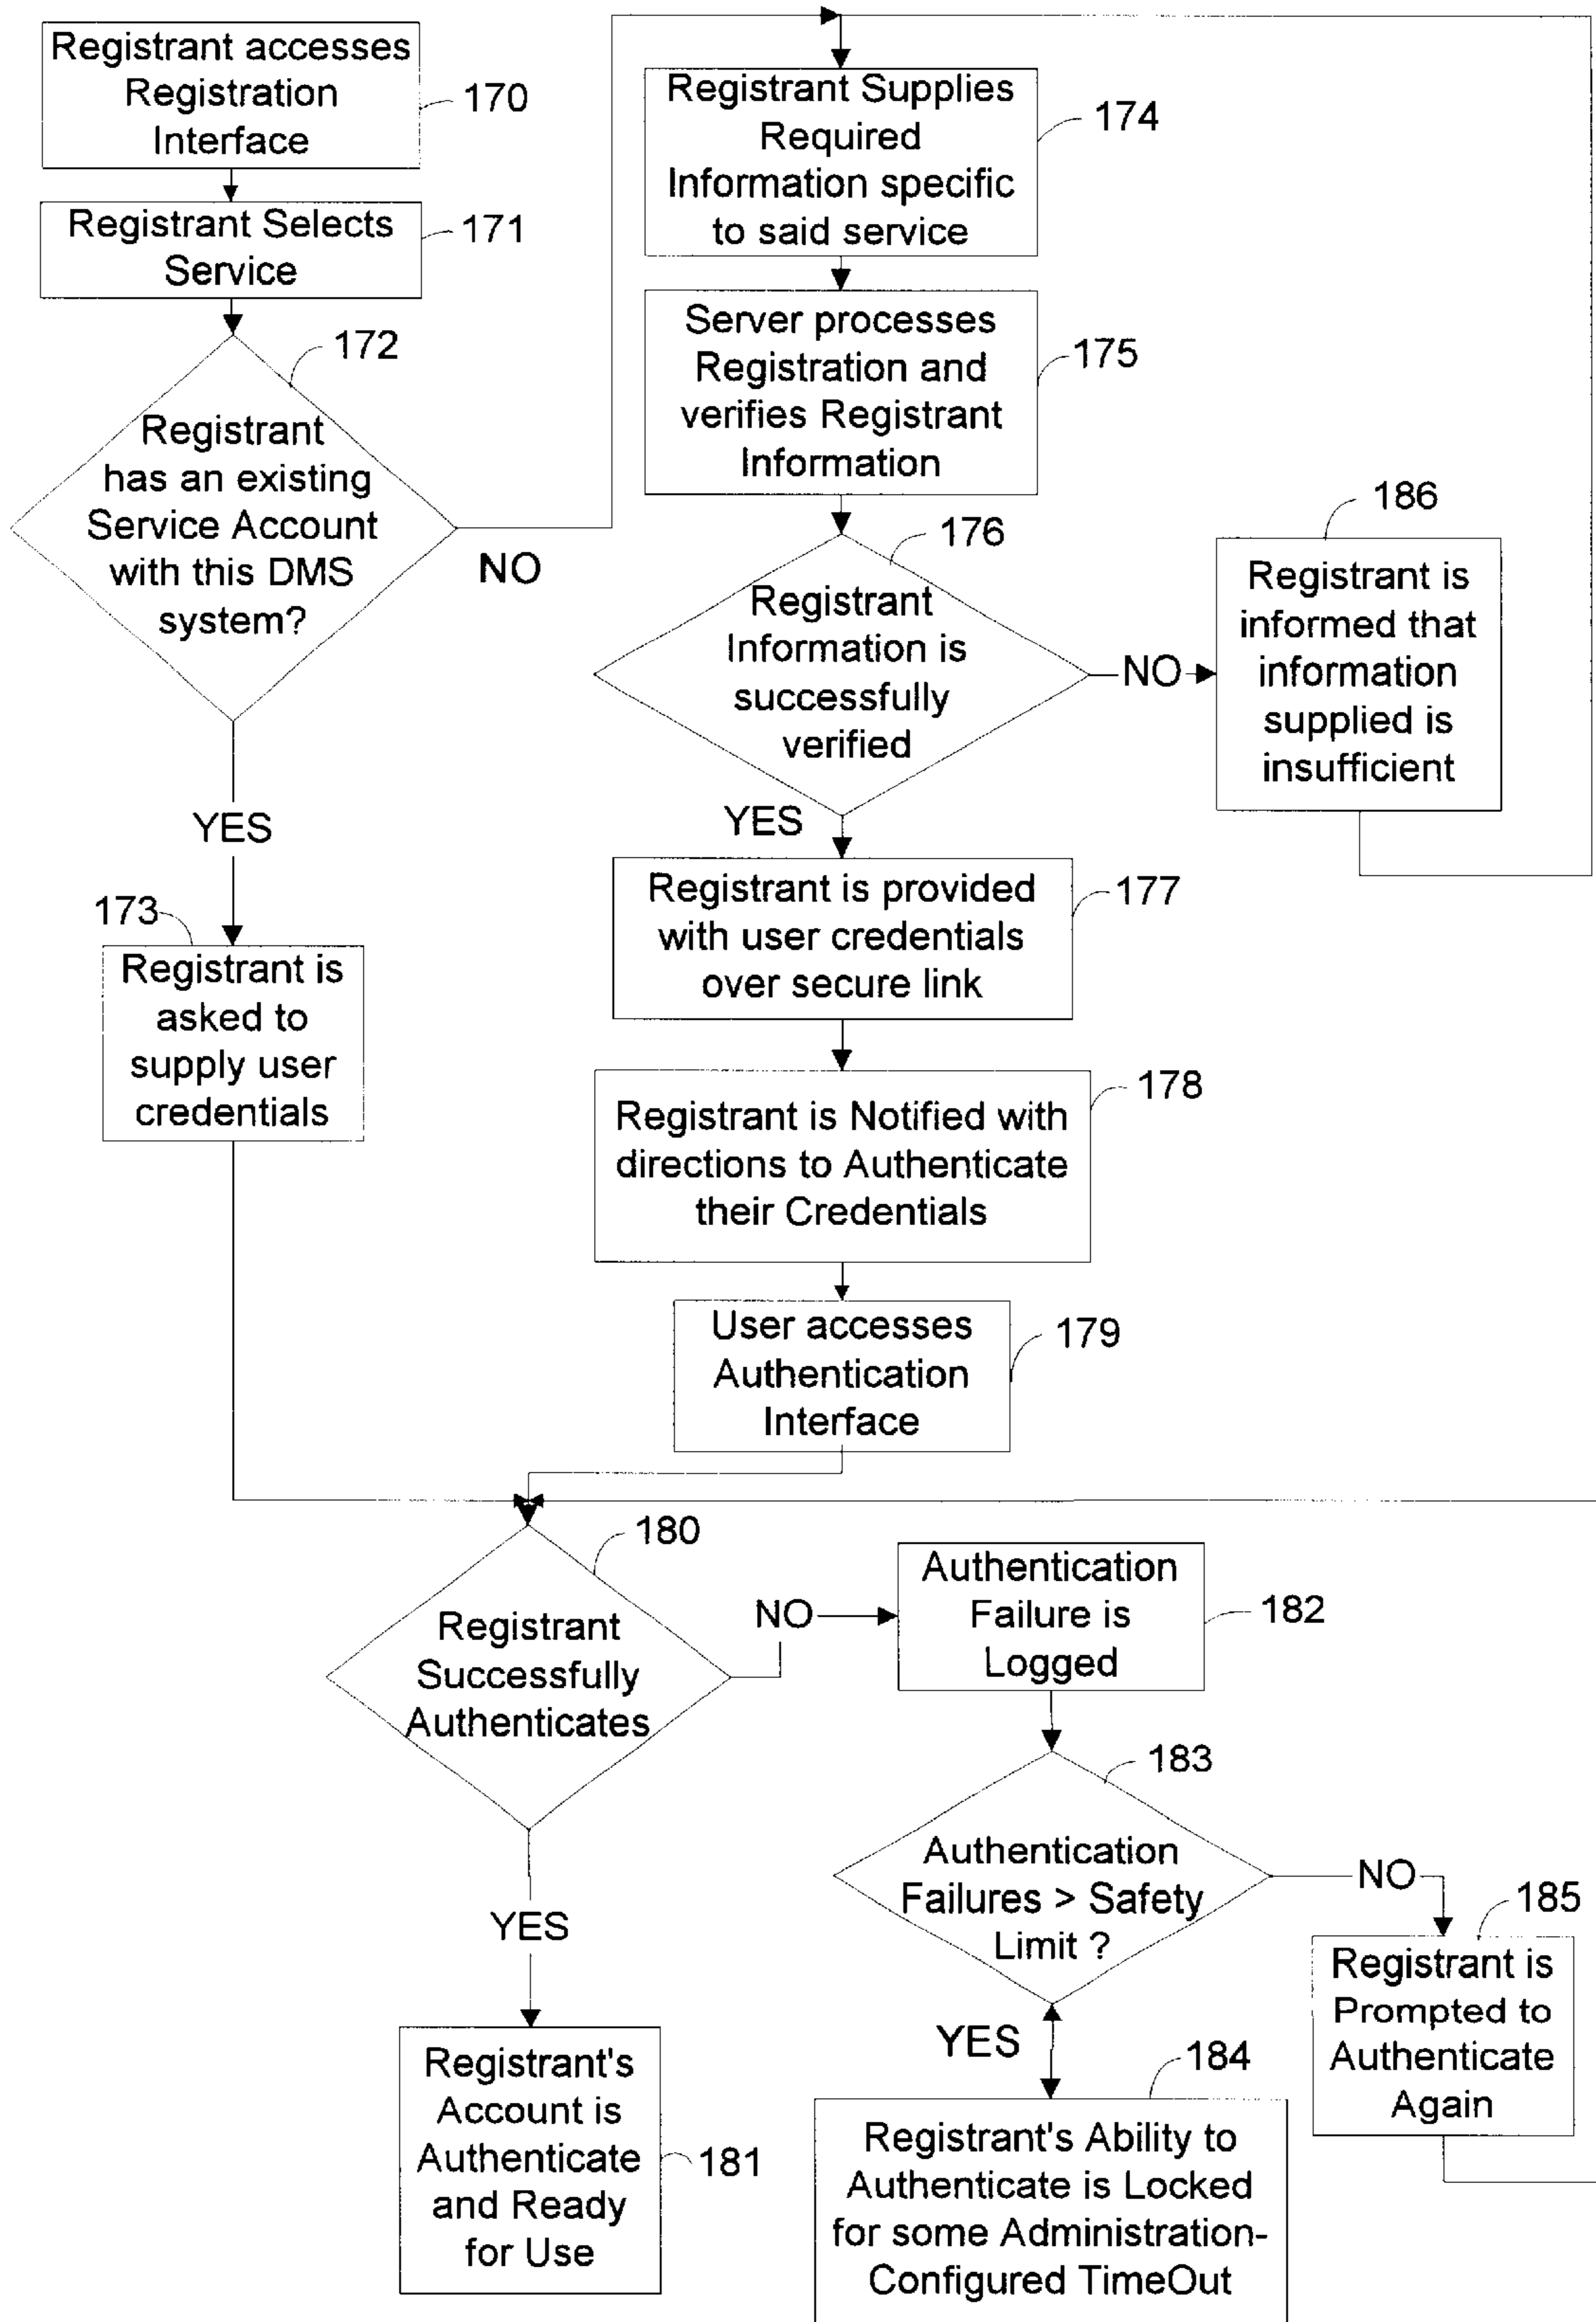 Registrant accesses
Registration
Interface
170
Registrant Selects
Service
171
172
Registrant
has an existing
Service Account
with this DMS
system?
NO
YES
173
Registrant is
asked to
supply user
credentials
Registrant Supplies
Required
Information specific
to said service
174
Server processes
Registration and
verifies Registrant
Information
175
176
Registrant
Information is
successfully
verified
NO
186
Registrant is
informed that
information
supplied is
insufficient
YES
Registrant is provided
with user credentials
over secure link
177
178
Registrant is Notified with
directions to Authenticate
their Credentials
User accesses
Authentication
Interface
179
180
Registrant
Successfully
Authenticates
NO
Authentication
Failure is
Logged
182
183
Authentication
Failures > Safety
Limit ?
NO
185
Registrant is
Prompted to
Authenticate
Again
YES
Registrant's
Account is
Authenticate
and Ready
for Use
181
YES
184
Registrant's Ability to
Authenticate is Locked
for some Administration-
Configured TimeOut